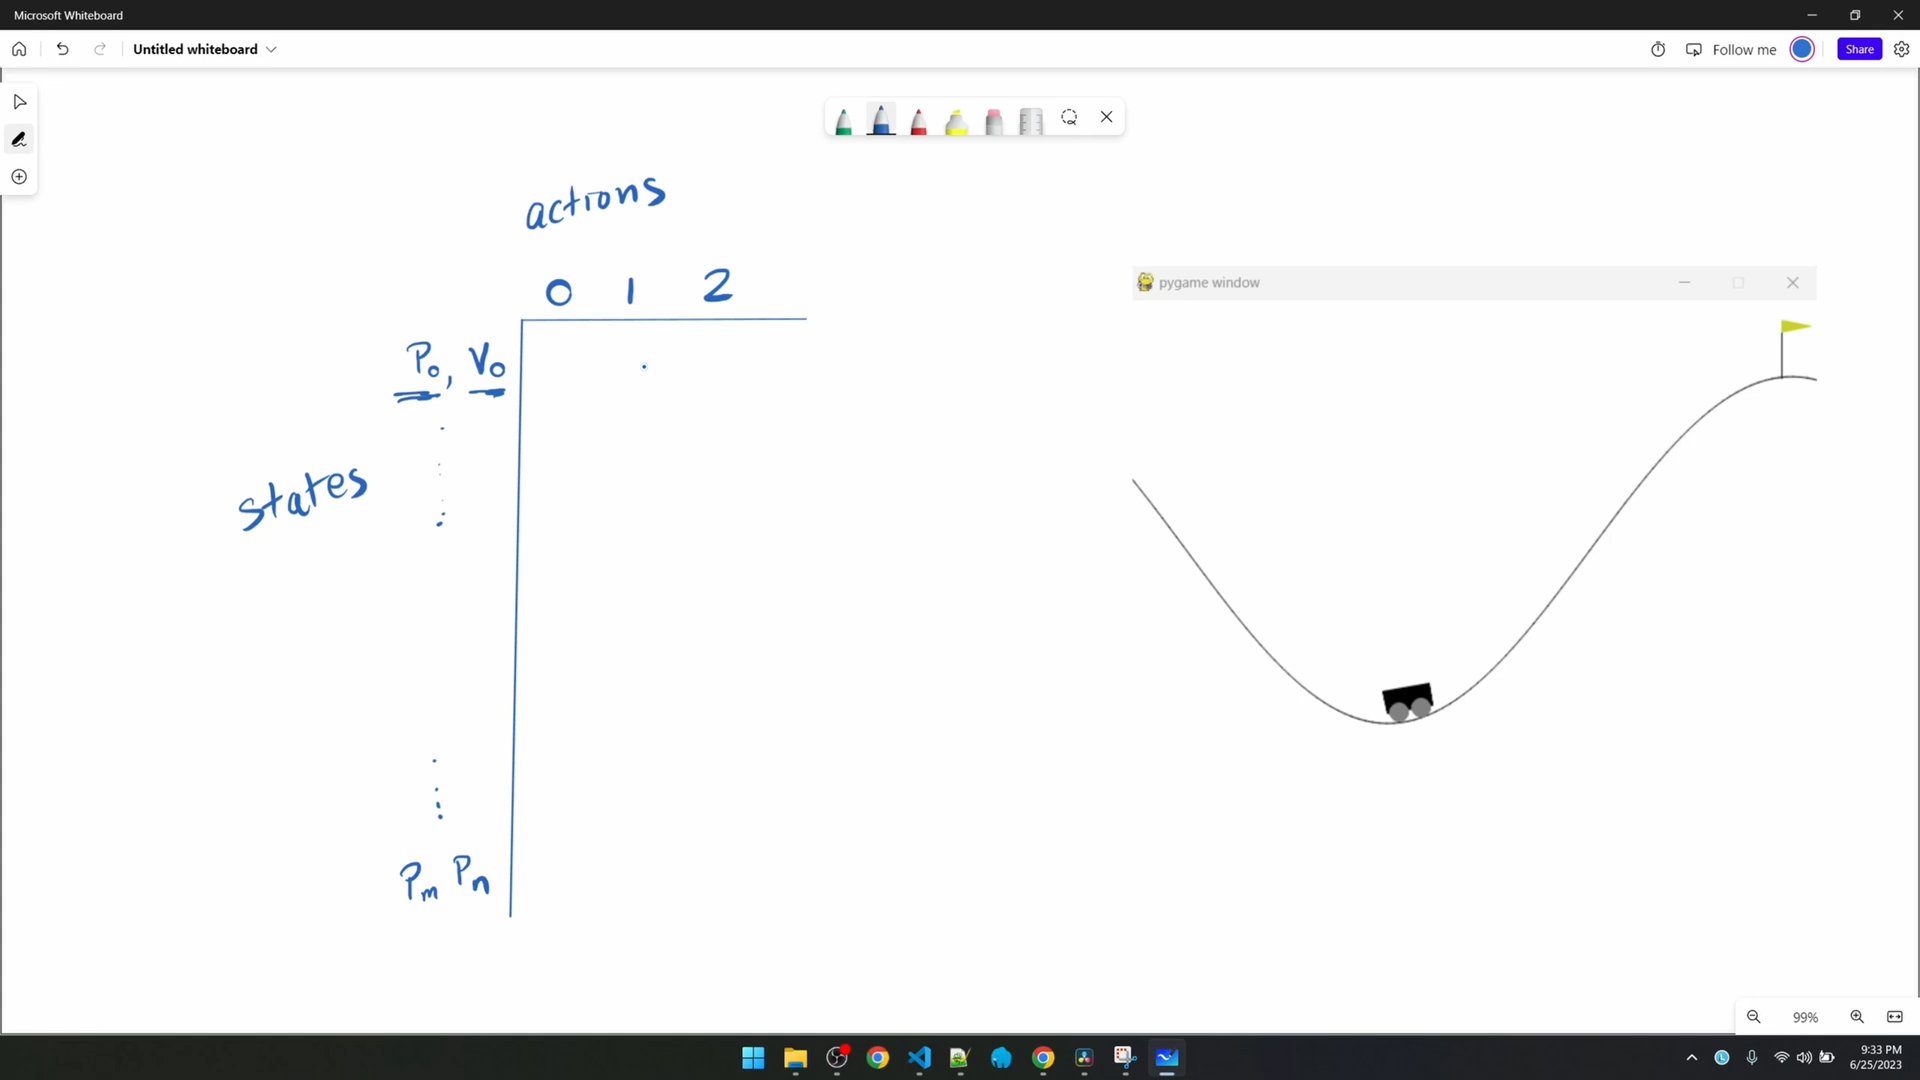 Microsoft Whiteboard
Untitled whiteboard
Follow me
Share
actions
0 1 2
pygame window
P0, V0
states
Pm Pn
99%
9:33 PM
6/25/2023